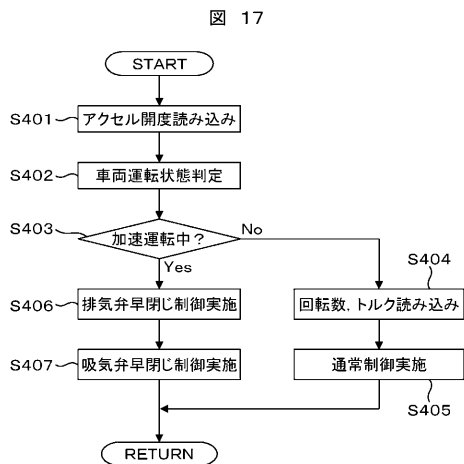 図 17
START
S401
アクセル開度読み込み
S402
車両運転状態判定
S403
加速運転中？
No
Yes
S404
S406
排気弁早閉じ制御実施
回転数，トルク読み込み
S407
吸気弁早閉じ制御実施
通常制御実施
S405
RETURN